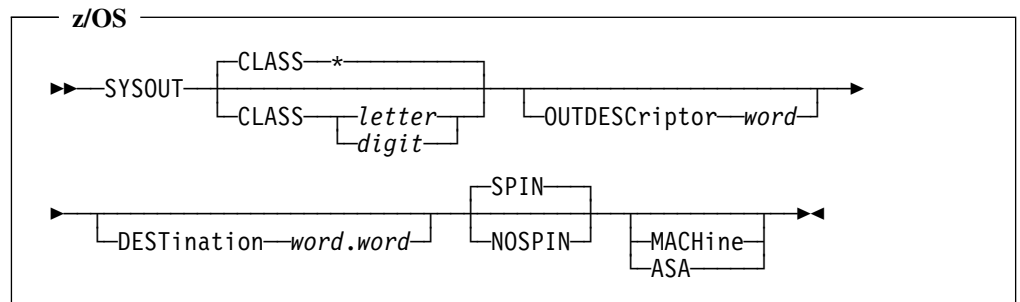 z/OS
CLASS *
SYSOUT
CLASS letter
digit
OUTDESCriptor word
DESTination word.word
SPIN
NOSPIN
MACHine
ASA